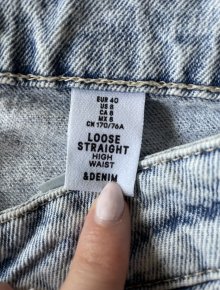 EUR 40
US 8
CA 8
MX 8
CN 170/76A
LOOSE
STRAIGHT
HIGH
WAIST
&DENIM